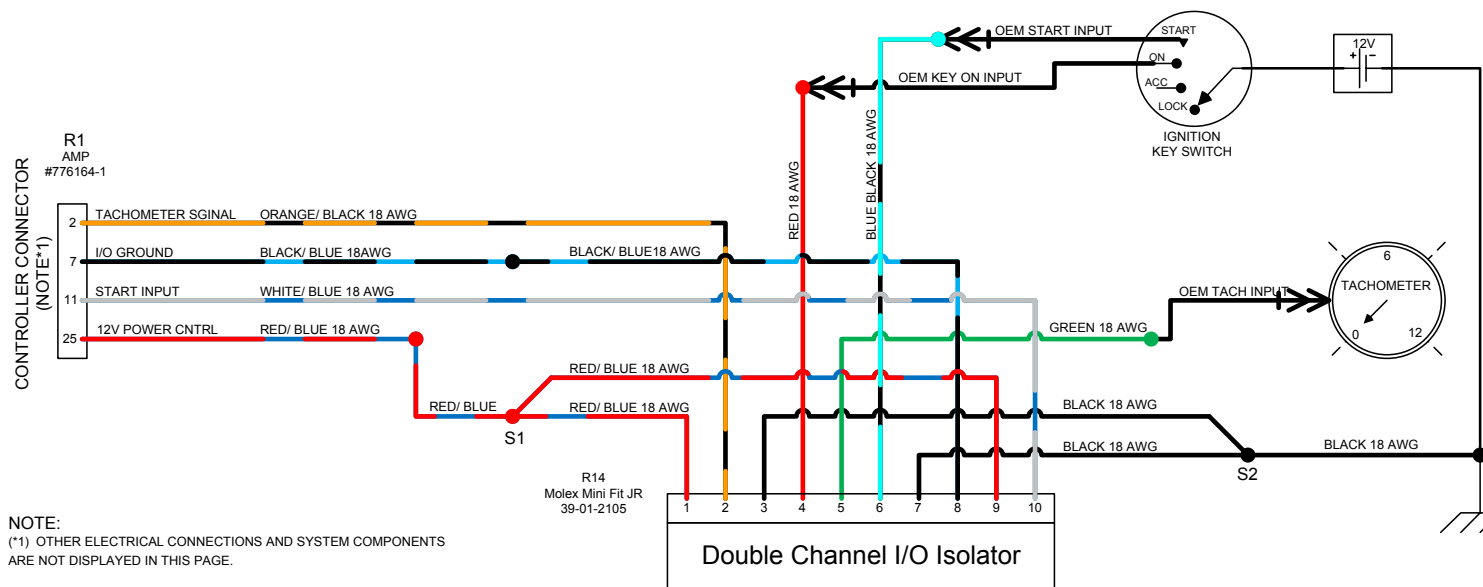 OEM START INPUT
START
12V
+ -
ON
OEM KEY ON INPUT
ACC
LOCK
IGNITION
KEY SWITCH
R1
AMP
#776164-1
CONTROLLER CONNECTOR
(NOTE*1)
RED 18 AWG
BLUE BLACK 18 AWG
2
TACHOMETER SGINAL
ORANGE/ BLACK 18 AWG
7
I/O GROUND
BLACK/ BLUE 18AWG
BLACK/ BLUE18 AWG
11
START INPUT
WHITE/ BLUE 18 AWG
25
12V POWER CNTRL
RED/ BLUE 18 AWG
6
TACHOMETER
0
12
OEM TACH INPUT
GREEN 18 AWG
RED/ BLUE 18 AWG
RED/ BLUE
RED/ BLUE 18 AWG
S1
BLACK 18 AWG
BLACK 18 AWG
BLACK 18 AWG
S2
R14
Molex Mini Fit JR
39-01-2105
1 2 3 4 5 6 7 8 9 10
Double Channel I/O Isolator
NOTE:
(*1) OTHER ELECTRICAL CONNECTIONS AND SYSTEM COMPONENTS
ARE NOT DISPLAYED IN THIS PAGE.